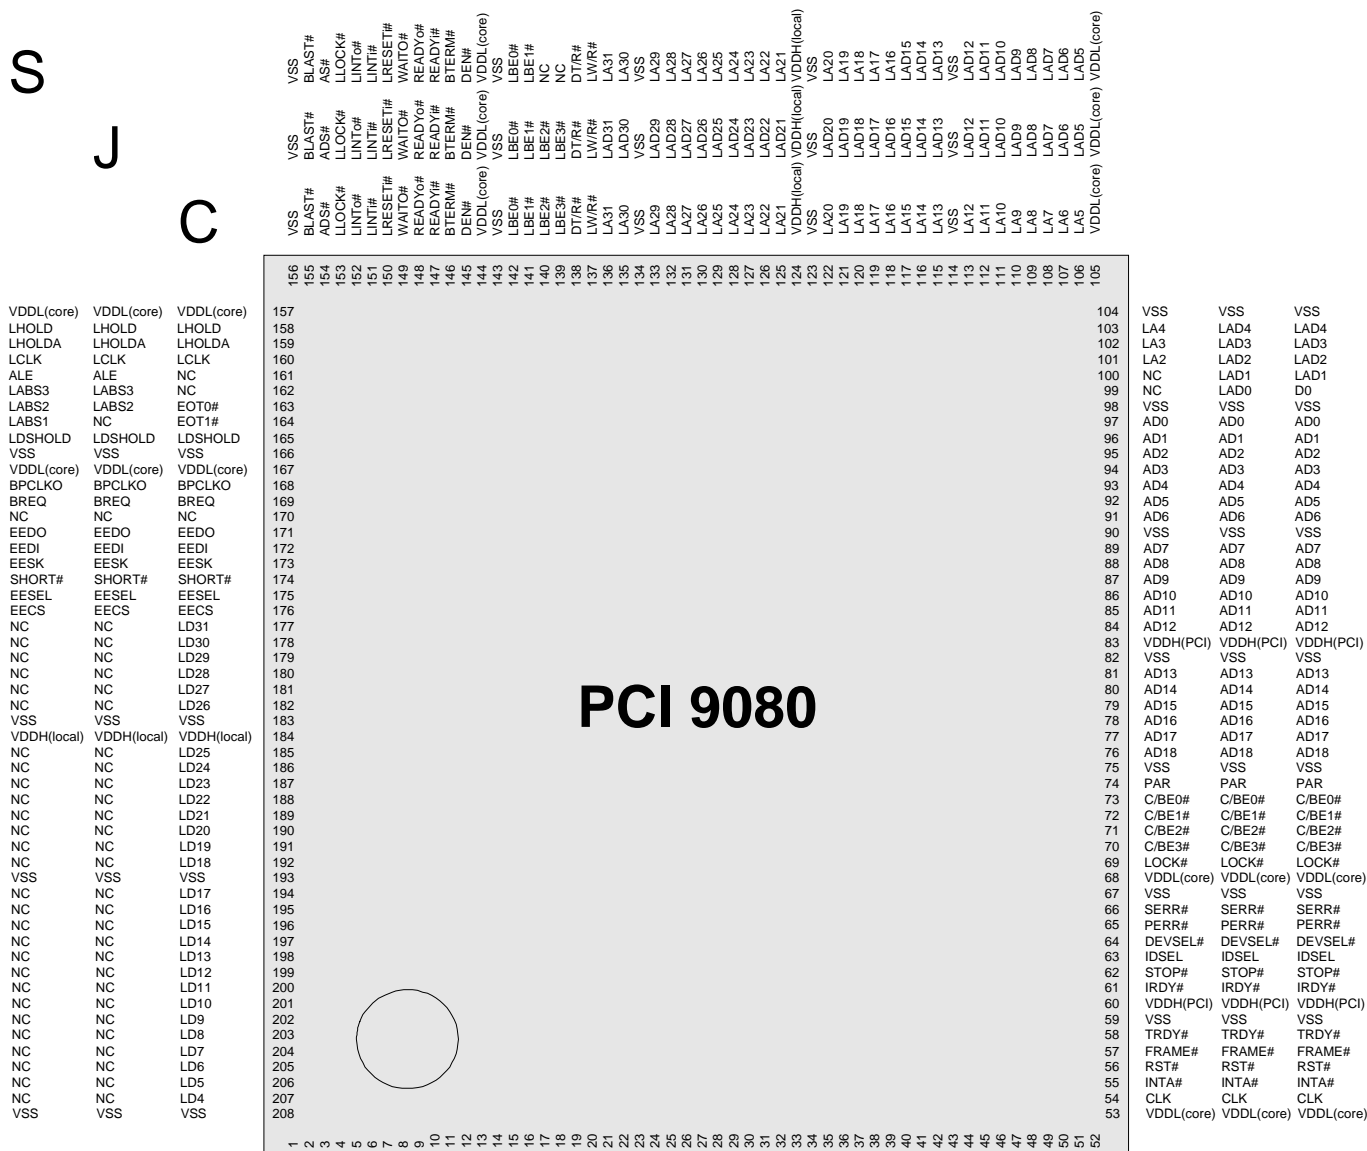 S
VSS BLAST# AS# LLOCK# LINTo# LINTi# LRESETi# WAITO# READYo# READYi# BTERM# DEN# VDDL(core) VSS LBE0# LBE1# NC NC DT/R# LW/R# LA31 LA30 VSS LA29 LA28 LA27 LA26 LA25 LA24 LA23 LA22 LA21 VDDH(local) VSS LA20 LA19 LA18 LA17 LA16 LAD15 LAD14 LAD13 VSS LAD12 LAD11 LAD10 LAD9 LAD8 LAD7 LAD6 LAD5 VDDL(core)
J
VSS BLAST# ADS# LLOCK# LINTo# LINTi# LRESETi# WAITO# READYo# READYi# BTERM# DEN# VDDL(core) VSS LBE0# LBE1# LBE2# LBE3# DT/R# LW/R# LAD31 LAD30 VSS LAD29 LAD28 LAD27 LAD26 LAD25 LAD24 LAD23 LAD22 LAD21 VDDH(local) VSS LAD20 LAD19 LAD18 LAD17 LAD16 LAD15 LAD14 LAD13 VSS LAD12 LAD11 LAD10 LAD9 LAD8 LAD7 LAD6 LAD5 VDDL(core)
C
VSS BLAST# ADS# LLOCK# LINTo# LINTi# LRESETi# WAITO# READYo# READYi# BTERM# DEN# VDDL(core) VSS LBE0# LBE1# LBE2# LBE3# DT/R# LW/R# LA31 LA30 VSS LA29 LA28 LA27 LA26 LA25 LA24 LA23 LA22 LA21 VDDH(local) VSS LA20 LA19 LA18 LA17 LA16 LA15 LA14 LA13 VSS LA12 LA11 LA10 LA9 LA8 LA7 LA6 LA5 VDDL(core)
156 155 154 153 152 151 150 149 148 147 146 145 144 143 142 141 140 139 138 137 136 135 134 133 132 131 130 129 128 127 126 125 124 123 122 121 120 119 118 117 116 115 114 113 112 111 110 109 108 107 106 105
VDDL(core) VDDL(core) VDDL(core) 157 104 VSS VSS VSS
LHOLD LHOLD LHOLD 158 103 LA4 LAD4 LAD4
LHOLDA LHOLDA LHOLDA 159 102 LA3 LAD3 LAD3
LCLK LCLK LCLK 160 101 LA2 LAD2 LAD2
ALE ALE NC 161 100 NC LAD1 LAD1
LABS3 LABS3 NC 162 99 NC LAD0 D0
LABS2 LABS2 EOT0# 163 98 VSS VSS VSS
LABS1 NC EOT1# 164 97 AD0 AD0 AD0
LDSHOLD LDSHOLD LDSHOLD 165 96 AD1 AD1 AD1
VSS VSS VSS 166 95 AD2 AD2 AD2
VDDL(core) VDDL(core) VDDL(core) 167 94 AD3 AD3 AD3
BPCLKO BPCLKO BPCLKO 168 93 AD4 AD4 AD4
BREQ BREQ BREQ 169 92 AD5 AD5 AD5
NC NC NC 170 91 AD6 AD6 AD6
EEDO EEDO EEDO 171 90 VSS VSS VSS
EEDI EEDI EEDI 172 89 AD7 AD7 AD7
EESK EESK EESK 173 88 AD8 AD8 AD8
SHORT# SHORT# SHORT# 174 87 AD9 AD9 AD9
EESEL EESEL EESEL 175 86 AD10 AD10 AD10
EECS EECS EECS 176 85 AD11 AD11 AD11
NC NC LD31 177 84 AD12 AD12 AD12
NC NC LD30 178 83 VDDH(PCI) VDDH(PCI) VDDH(PCI)
NC NC LD29 179 82 VSS VSS VSS
NC NC LD28 180 81 AD13 AD13 AD13
NC NC LD27 181 80 AD14 AD14 AD14
NC NC LD26 182 79 AD15 AD15 AD15
PCI 9080
VSS VSS VSS 183 78 AD16 AD16 AD16
VDDH(local) VDDH(local) VDDH(local) 184 77 AD17 AD17 AD17
NC NC LD25 185 76 AD18 AD18 AD18
NC NC LD24 186 75 VSS VSS VSS
NC NC LD23 187 74 PAR PAR PAR
NC NC LD22 188 73 C/BE0# C/BE0# C/BE0#
NC NC LD21 189 72 C/BE1# C/BE1# C/BE1#
NC NC LD20 190 71 C/BE2# C/BE2# C/BE2#
NC NC LD19 191 70 C/BE3# C/BE3# C/BE3#
NC NC LD18 192 69 LOCK# LOCK# LOCK#
VSS VSS VSS 193 68 VDDL(core) VDDL(core) VDDL(core)
NC NC LD17 194 67 VSS VSS VSS
NC NC LD16 195 66 SERR# SERR# SERR#
NC NC LD15 196 65 PERR# PERR# PERR#
NC NC LD14 197 64 DEVSEL# DEVSEL# DEVSEL#
NC NC LD13 198 63 IDSEL IDSEL IDSEL
NC NC LD12 199 62 STOP# STOP# STOP#
NC NC LD11 200 61 IRDY# IRDY# IRDY#
NC NC LD10 201 60 VDDH(PCI) VDDH(PCI) VDDH(PCI)
NC NC LD9 202 59 VSS VSS VSS
NC NC LD8 203 58 TRDY# TRDY# TRDY#
NC NC LD7 204 57 FRAME# FRAME# FRAME#
NC NC LD6 205 56 RST# RST# RST#
NC NC LD5 206 55 INTA# INTA# INTA#
NC NC LD4 207 54 CLK CLK CLK
VSS VSS VSS 208 53 VDDL(core) VDDL(core) VDDL(core)
1 2 3 4 5 6 7 8 9 10 11 12 13 14 15 16 17 18 19 20 21 22 23 24 25 26 27 28 29 30 31 32 33 34 35 36 37 38 39 40 41 42 43 44 45 46 47 48 49 50 51 52